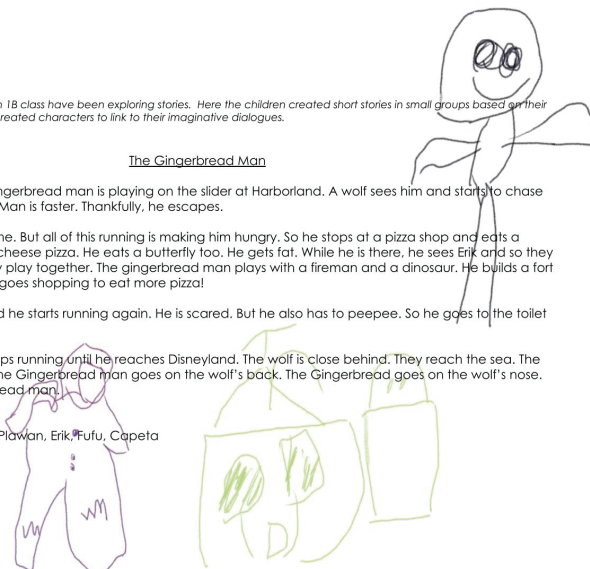 1B class have been exploring stories. Here the children created short stories in small groups based on their
reated characters to link to their imaginative dialogues.
The Gingerbread Man
ngerbread man is playing on the slider at Harborland. A wolf sees him and starts to chase
Man is faster. Thankfully, he escapes.
ne. But all of this running is making him hungry. So he stops at a pizza shop and eats a
cheese pizza. He eats a butterfly too. He gets fat. While he is there, he sees Erik and so they
play together. The gingerbread man plays with a fireman and a dinosaur. He builds a fort
goes shopping to eat more pizza!
d he starts running again. He is scared. But he also has to peepee. So he goes to the toilet
ps running until he reaches Disneyland. The wolf is close behind. They reach the sea. The
he Gingerbread man goes on the wolf's back. The Gingerbread goes on the wolf's nose.
ead man.
Plawan, Erik, Fufu, Capeta